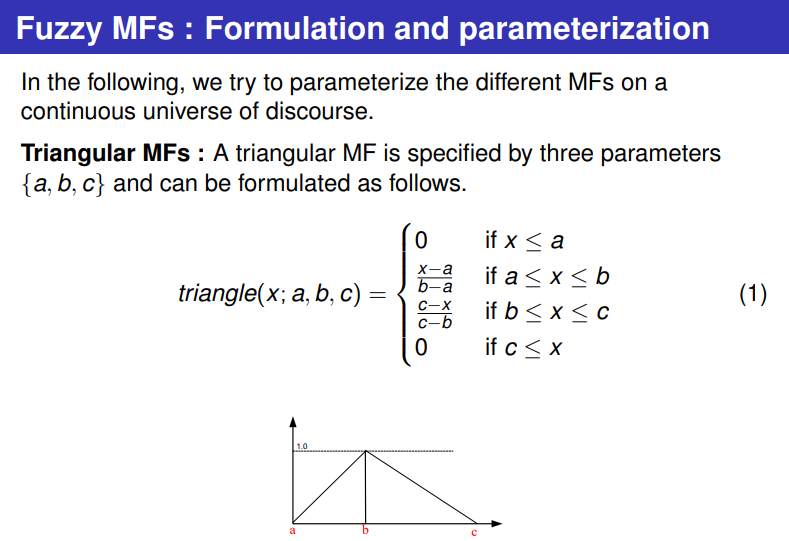 Fuzzy MFs : Formulation and parameterization
In the following, we try to parameterize the different MFs on a
continuous universe of discourse.
Triangular MFs : A triangular MF is specified by three parameters
{a, b, c} and can be formulated as follows.
triangle(x; a, b, c) = { 0 if x ≤ a
(x−a)/(b−a) if a ≤ x ≤ b
(c−x)/(c−b) if b ≤ x ≤ c
0 if c ≤ x
(1)
1.0
a b c